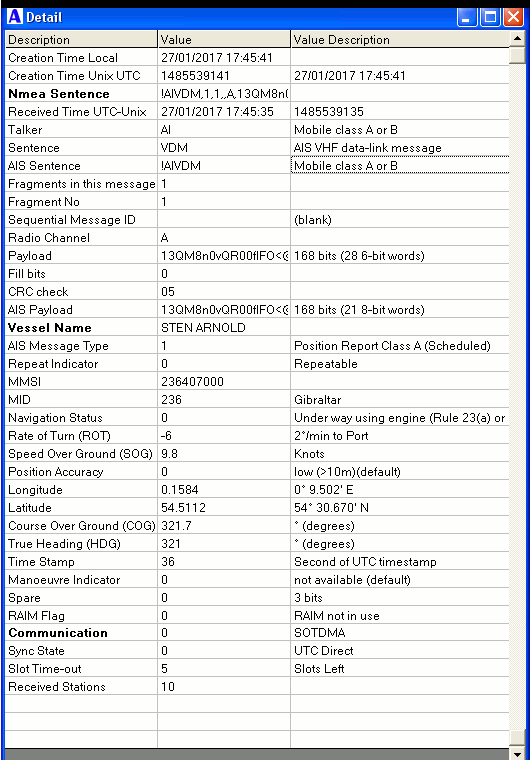 A Detail
Description Value Value Description
Creation Time Local 27/01/2017 17:45:41
Creation Time Unix UTC 1485539141 27/01/2017 17:45:41
Nmea Sentence !AIVDM,1,1,,A,13QM8n(
Received Time UTC-Unix 27/01/2017 17:45:35 1485539135
Talker AI Mobile class A or B
Sentence VDM AIS VHF data-link message
AIS Sentence !AIVDM Mobile class A or B
Fragments in this message 1
Fragment No 1
Sequential Message ID (blank)
Radio Channel A
Payload 13QM8n0vQR00fIFO<@ 168 bits (28 6-bit words)
Fill bits 0
CRC check 05
AIS Payload 13QM8n0vQR00fIFO<@ 168 bits (21 8-bit words)
Vessel Name STEN ARNOLD
AIS Message Type 1 Position Report Class A (Scheduled)
Repeat Indicator 0 Repeatable
MMSI 236407000
MID 236 Gibraltar
Navigation Status 0 Under way using engine (Rule 23(a) or
Rate of Turn (ROT) -6 2°/min to Port
Speed Over Ground (SOG) 9.8 Knots
Position Accuracy 0 low (>10m)(default)
Longitude 0.1584 0° 9.502' E
Latitude 54.5112 54° 30.670' N
Course Over Ground (COG) 321.7 ° (degrees)
True Heading (HDG) 321 ° (degrees)
Time Stamp 36 Second of UTC timestamp
Manoeuvre Indicator 0 not available (default)
Spare 0 3 bits
RAIM Flag 0 RAIM not in use
Communication 0 SOTDMA
Sync State 0 UTC Direct
Slot Time-out 5 Slots Left
Received Stations 10